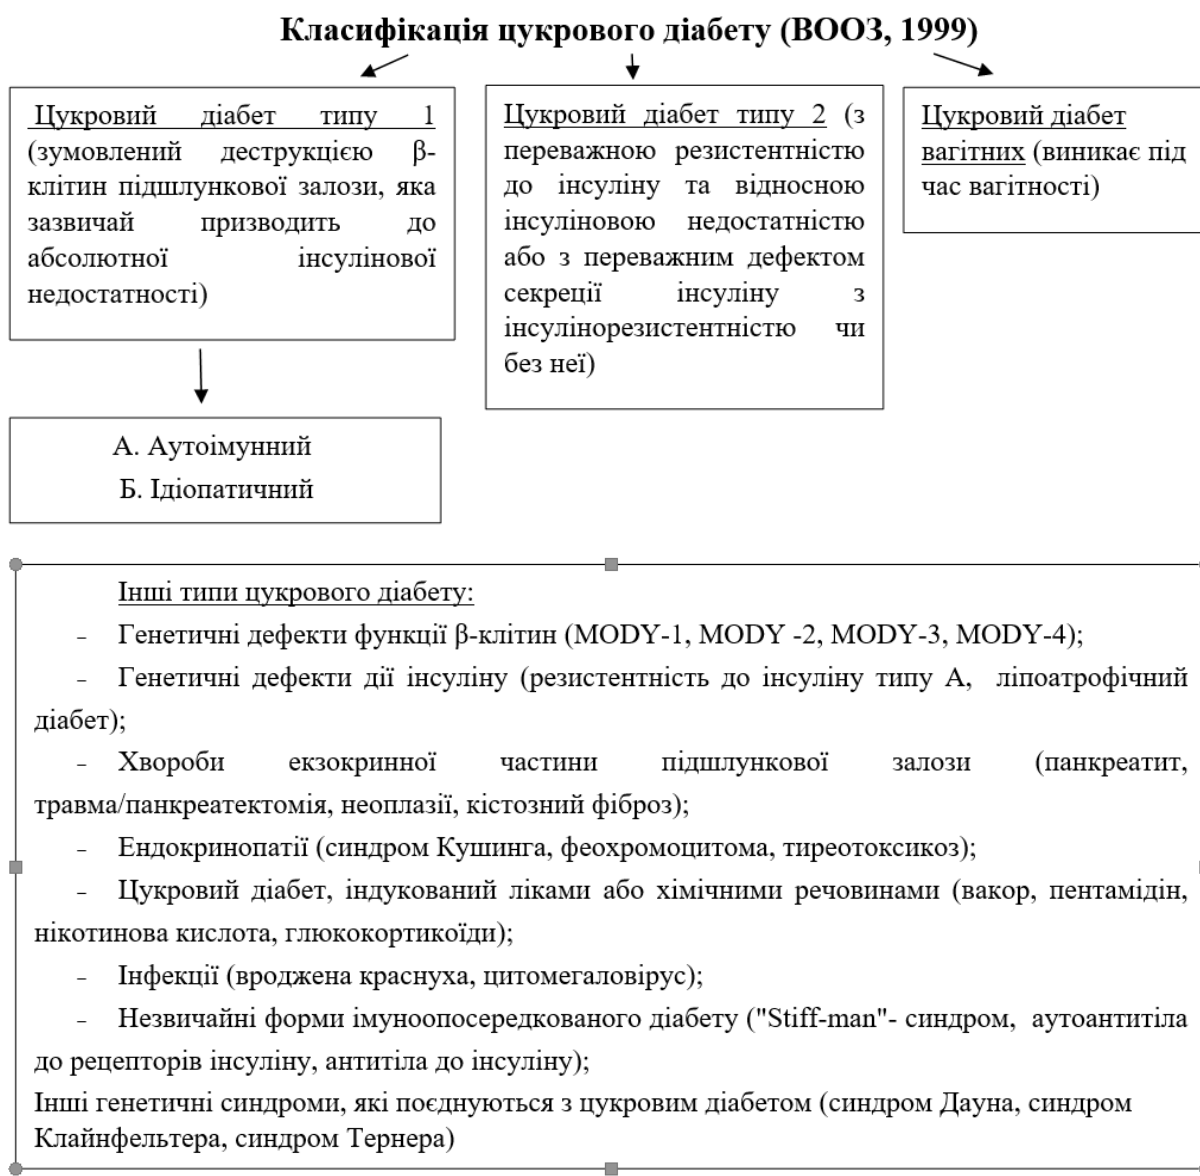 Класифікація цукрового діабету (ВООЗ, 1999)
Цукровий діабет типу 1
(зумовлений деструкцією β-
клітин підшлункової залози, яка
зазвичай призводить до
абсолютної інсулінової
недостатності)
Цукровий діабет типу 2 (з
переважною резистентністю
до інсуліну та відносною
інсуліновою недостатністю
або з переважним дефектом
секреції інсуліну з
інсулінорезистентністю чи
без неї)
Цукровий діабет
вагітних (виникає під
час вагітності)
А. Аутоімунний
Б. Ідіопатичний
Інші типи цукрового діабету:
- Генетичні дефекти функції β-клітин (MODY-1, MODY -2, MODY-3, MODY-4);
- Генетичні дефекти дії інсуліну (резистентність до інсуліну типу А, ліпоатрофічний
діабет);
- Хвороби екзокринної частини підшлункової залози (панкреатит,
травма/панкреатектомія, неоплазії, кістозний фіброз);
- Ендокринопатії (синдром Кушинга, феохромоцитома, тиреотоксикоз);
- Цукровий діабет, індукований ліками або хімічними речовинами (вакор, пентамідін,
нікотинова кислота, глюкокортикоїди);
- Інфекції (вроджена краснуха, цитомегаловірус);
- Незвичайні форми імуноопосередкованого діабету ("Stiff-man"- синдром, аутоантитіла
до рецепторів інсуліну, антитіла до інсуліну);
Інші генетичні синдроми, які поєднуються з цукровим діабетом (синдром Дауна, синдром
Клайнфельтера, синдром Тернера)